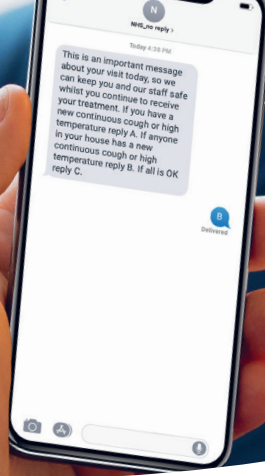 N
NHS_no reply >
Today 4:38 PM
This is an important message
about your visit today, so we
can keep you and our staff safe
whilst you continue to receive
your treatment. If you have a
new continuous cough or high
temperature reply A. If anyone
in your house has a new
continuous cough or high
temperature reply B. If all is OK
reply C.
B
Delivered